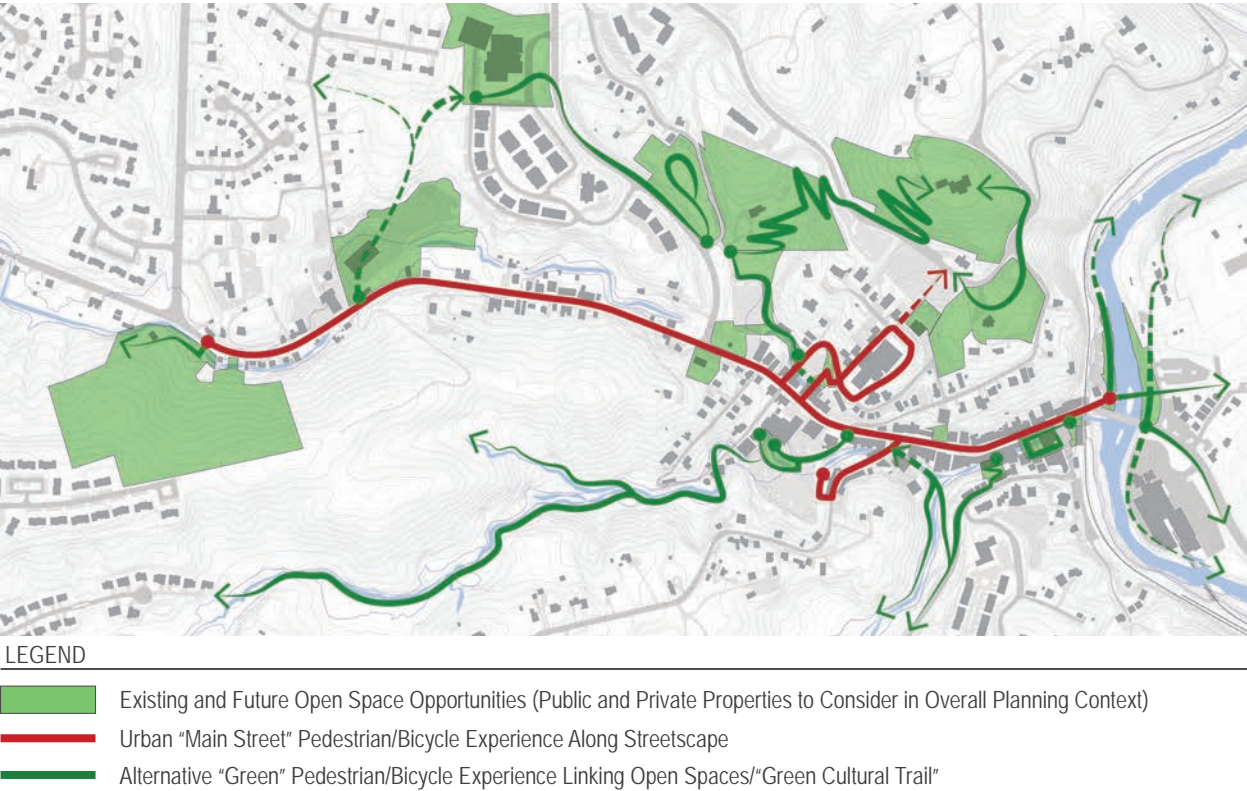 LEGEND
Existing and Future Open Space Opportunities (Public and Private Properties to Consider in Overall Planning Context)
Urban “Main Street” Pedestrian/Bicycle Experience Along Streetscape
Alternative “Green” Pedestrian/Bicycle Experience Linking Open Spaces/“Green Cultural Trail”